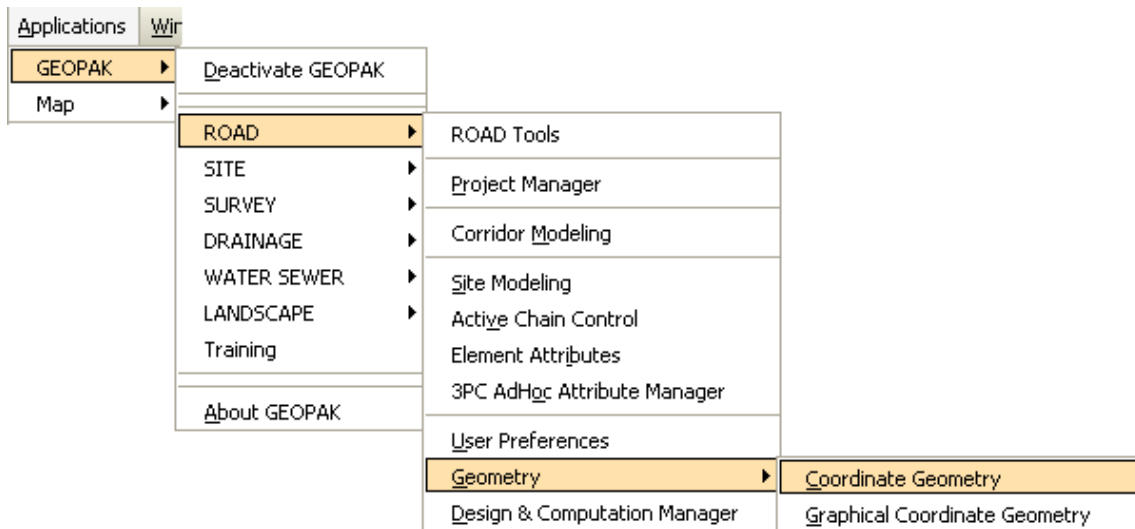 Applications Wir
GEOPAK
Map
Deactivate GEOPAK
ROAD
SITE
SURVEY
DRAINAGE
WATER SEWER
LANDSCAPE
Training
About GEOPAK
ROAD Tools
Project Manager
Corridor Modeling
Site Modeling
Active Chain Control
Element Attributes
3PC AdHoc Attribute Manager
User Preferences
Geometry
Design & Computation Manager
Coordinate Geometry
Graphical Coordinate Geometry